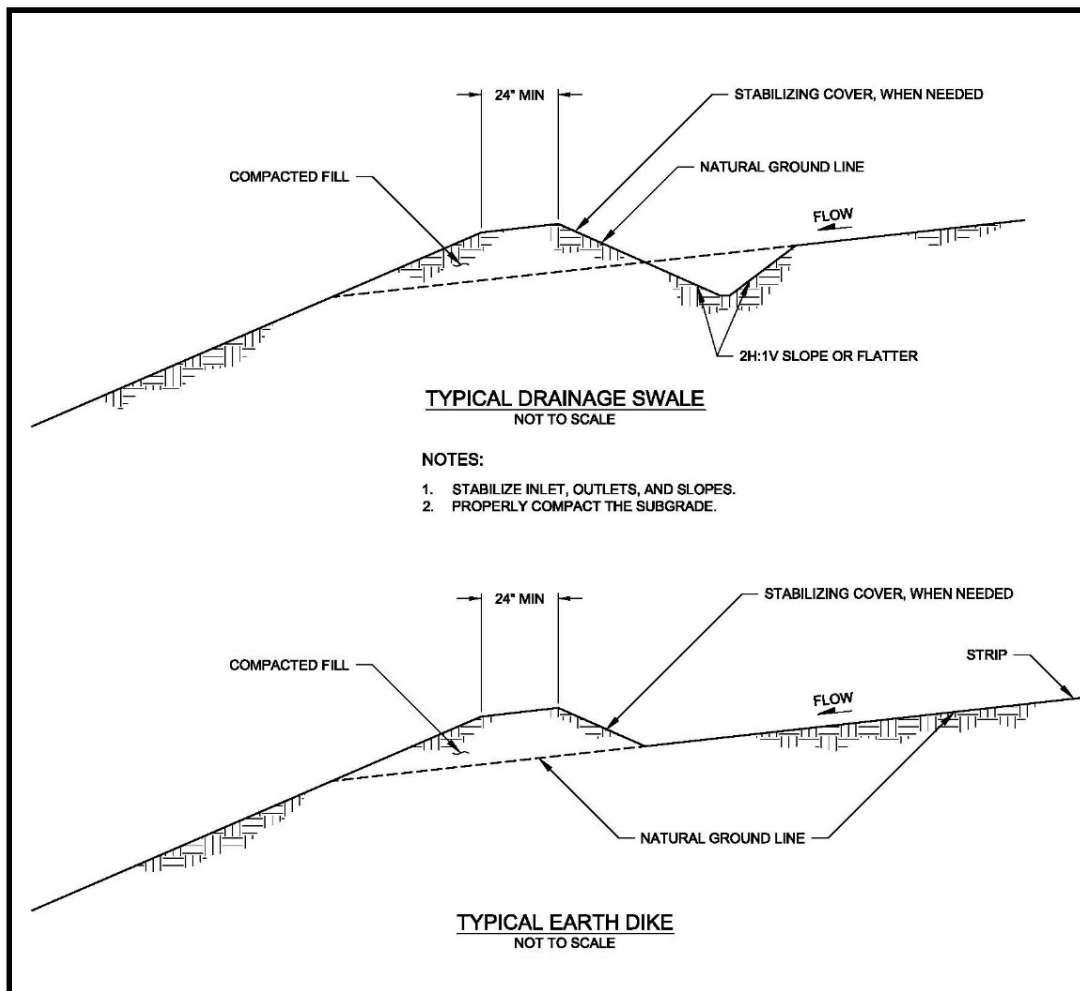 24" MIN
STABILIZING COVER, WHEN NEEDED
COMPACTED FILL
NATURAL GROUND LINE
FLOW
2H:1V SLOPE OR FLATTER
TYPICAL DRAINAGE SWALE
NOT TO SCALE
NOTES:
1. STABILIZE INLET, OUTLETS, AND SLOPES.
2. PROPERLY COMPACT THE SUBGRADE.
24" MIN
STABILIZING COVER, WHEN NEEDED
COMPACTED FILL
STRIP
FLOW
NATURAL GROUND LINE
TYPICAL EARTH DIKE
NOT TO SCALE